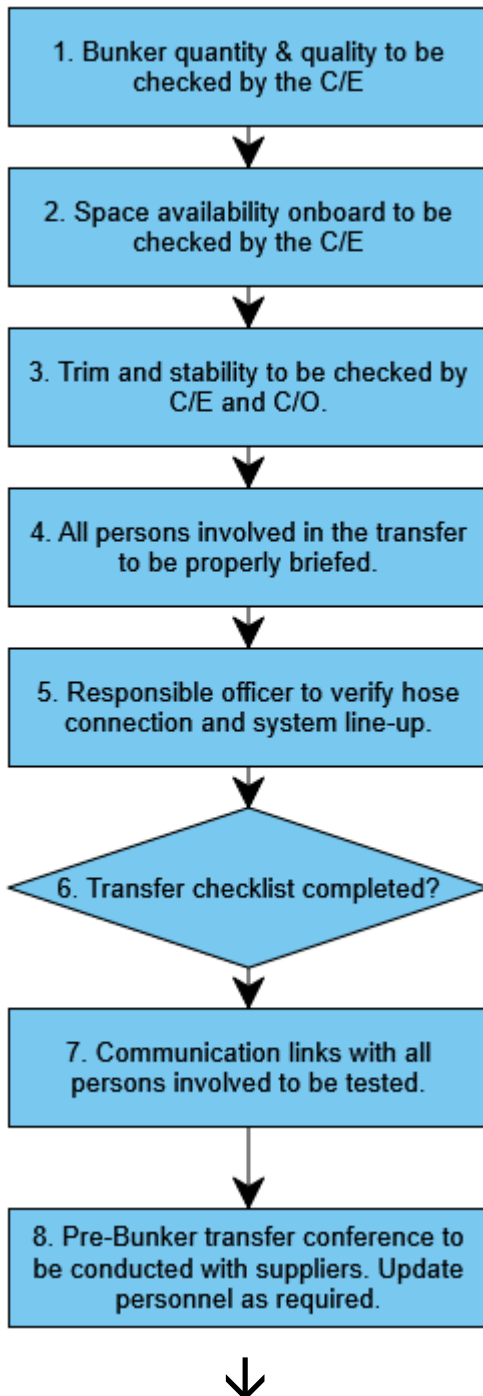 1. Bunker quantity & quality to be
checked by the C/E
2. Space availability onboard to be
checked by the C/E
3. Trim and stability to be checked by
C/E and C/O.
4. All persons involved in the transfer
to be properly briefed.
5. Responsible officer to verify hose
connection and system line-up.
6. Transfer checklist completed?
7. Communication links with all
persons involved to be tested.
8. Pre-Bunker transfer conference to
be conducted with suppliers. Update
personnel as required.